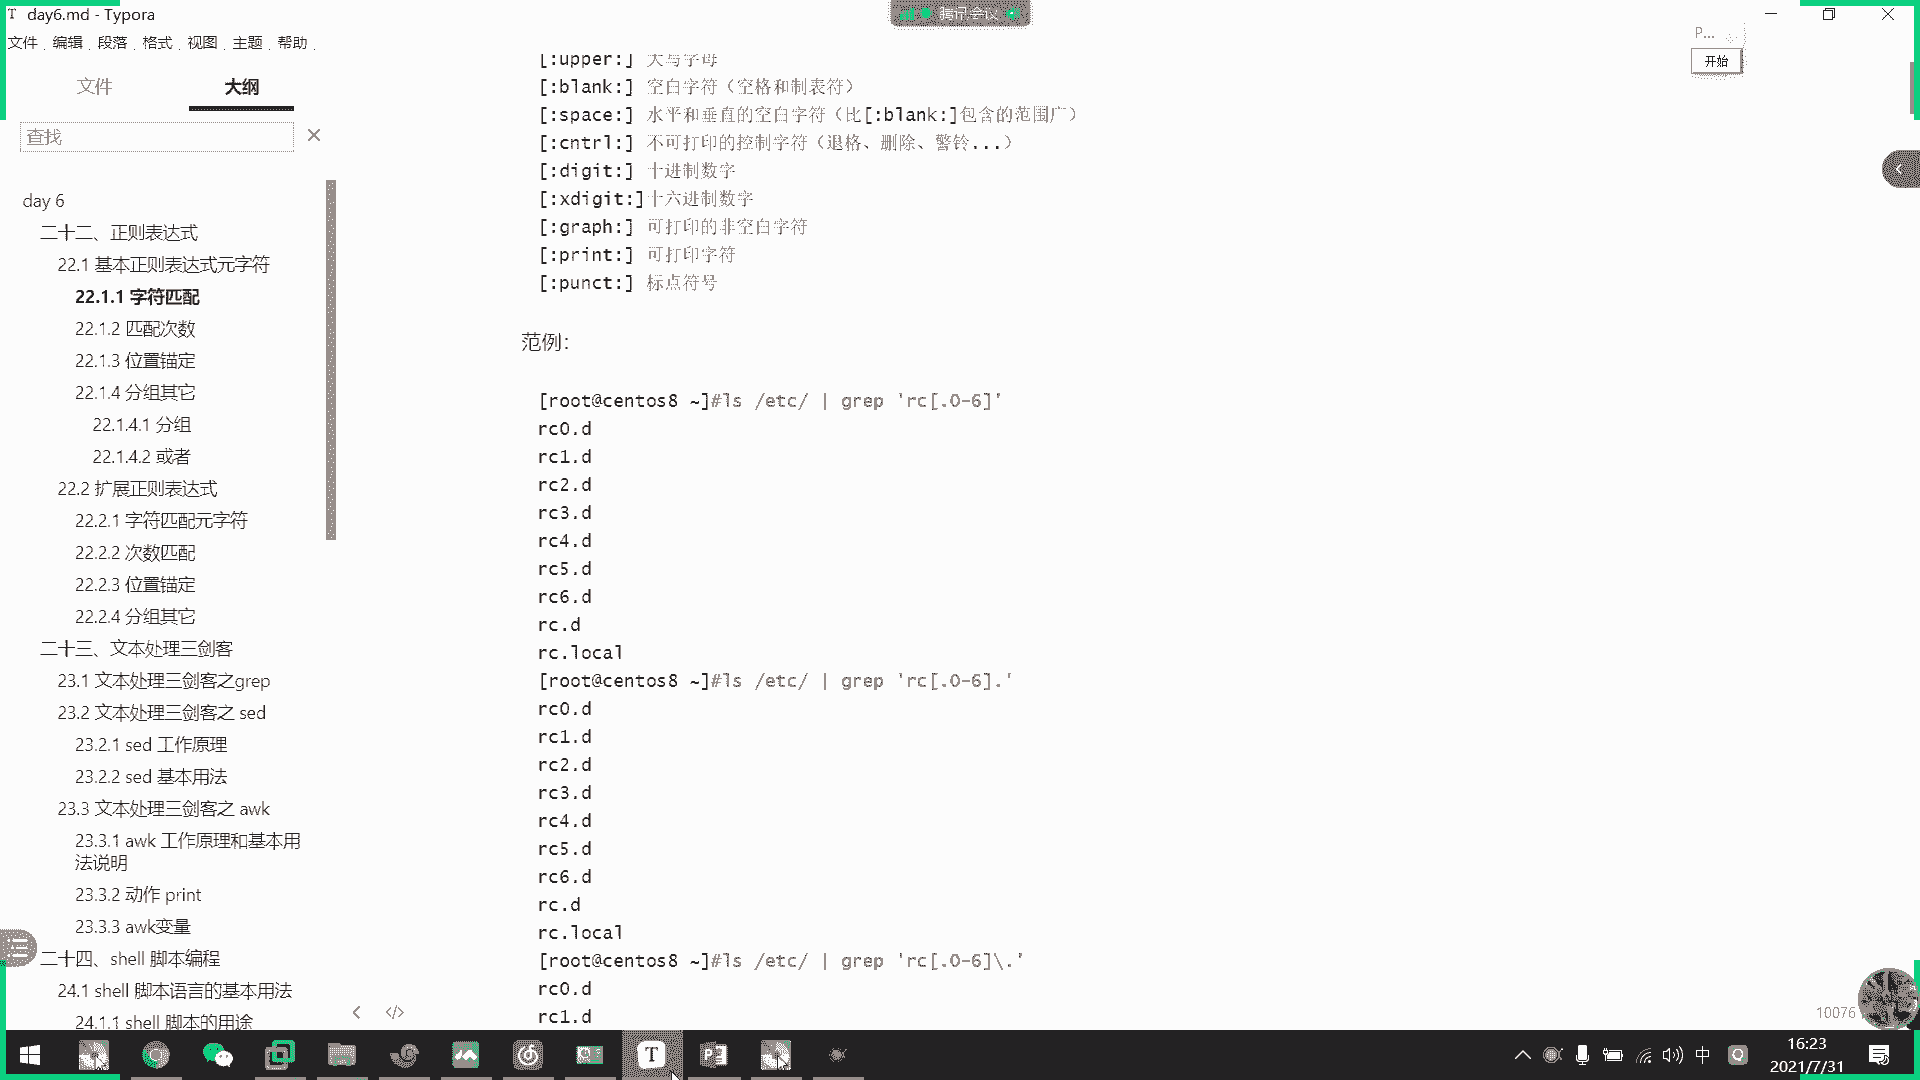 day6.md - Typora
腾讯会议
文件 编辑 段落 格式 视图 主题 帮助
P...
开始
文件 大纲
查找
day 6
二十二、正则表达式
22.1 基本正则表达式元字符
22.1.1 字符匹配
22.1.2 匹配次数
22.1.3 位置锚定
22.1.4 分组其它
22.1.4.1 分组
22.1.4.2 或者
22.2 扩展正则表达式
22.2.1 字符匹配元字符
22.2.2 次数匹配
22.2.3 位置锚定
22.2.4 分组其它
二十三、文本处理三剑客
23.1 文本处理三剑客之grep
23.2 文本处理三剑客之 sed
23.2.1 sed 工作原理
23.2.2 sed 基本用法
23.3 文本处理三剑客之 awk
23.3.1 awk 工作原理和基本用
法说明
23.3.2 动作 print
23.3.3 awk变量
二十四、shell 脚本编程
24.1 shell 脚本语言的基本用法
24.1.1 shell 脚本的用途
[:upper:] 大写字母
[:blank:] 空白字符（空格和制表符）
[:space:] 水平和垂直的空白字符（比[:blank:]包含的范围广）
[:cntrl:] 不可打印的控制字符（退格、删除、警铃...）
[:digit:] 十进制数字
[:xdigit:]十六进制数字
[:graph:] 可打印的非空白字符
[:print:] 可打印字符
[:punct:] 标点符号
范例：
[root@centos8 ~]#ls /etc/ | grep 'rc[.0-6]'
rc0.d
rc1.d
rc2.d
rc3.d
rc4.d
rc5.d
rc6.d
rc.d
rc.local
[root@centos8 ~]#ls /etc/ | grep 'rc[.0-6].'
rc0.d
rc1.d
rc2.d
rc3.d
rc4.d
rc5.d
rc6.d
rc.d
rc.local
[root@centos8 ~]#ls /etc/ | grep 'rc[.0-6]\.'
rc0.d
rc1.d
10076
中
16:23
2021/7/31